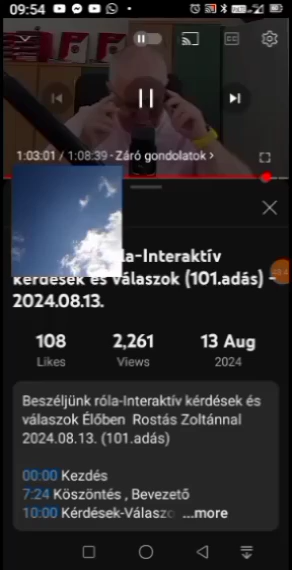 09:54
CC
1:03:01 / 1:08:39 · Záró gondolatok ›
la-Interaktív
kérdések és válaszok (101.adás) -
2024.08.13.
108 2,261 13 Aug
Likes Views 2024
Beszéljünk róla-Interaktív kérdések és
válaszok Élőben Rostás Zoltánnal
2024.08.13. (101.adás)
00:00 Kezdés
7:24 Köszöntés , Bevezető
10:00 Kérdések-Válaszo ...more